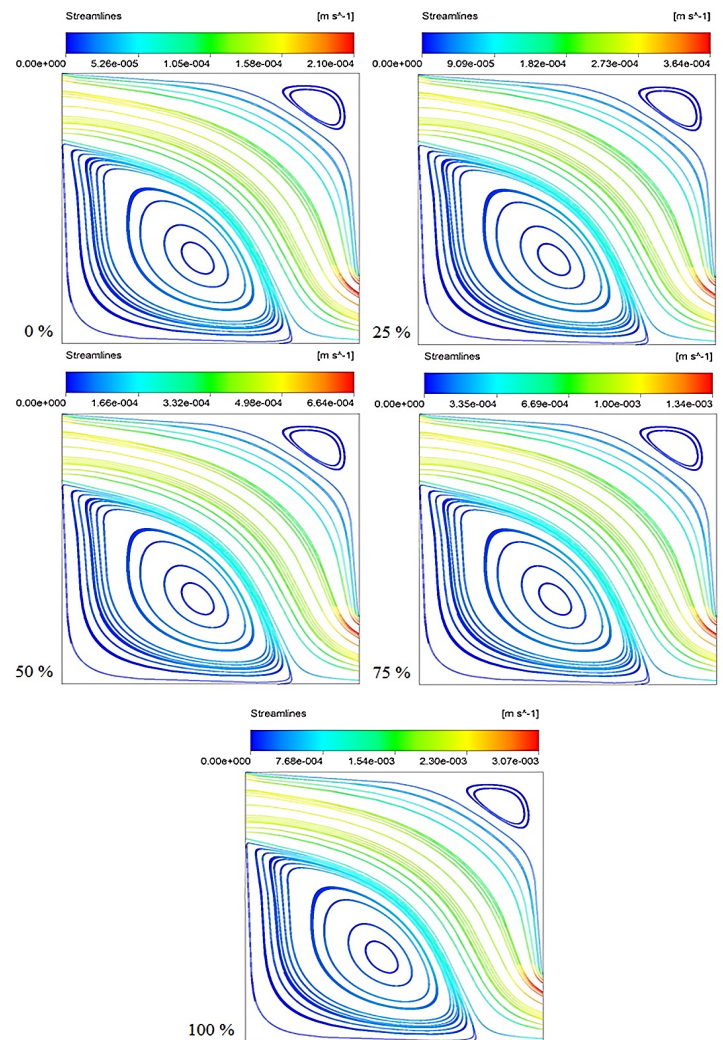 Streamlines [m s^-1] Streamlines [m s^-1]
0.00e+000 5.26e-005 1.05e-004 1.58e-004 2.10e-004 0.00e+000 9.09e-005 1.82e-004 2.73e-004 3.64e-004
0 % 25 %
Streamlines [m s^-1] Streamlines [m s^-1]
0.00e+000 1.66e-004 3.32e-004 4.98e-004 6.64e-004 0.00e+000 3.35e-004 6.69e-004 1.00e-003 1.34e-003
50 % 75 %
Streamlines [m s^-1]
0.00e+000 7.68e-004 1.54e-003 2.30e-003 3.07e-003
100 %